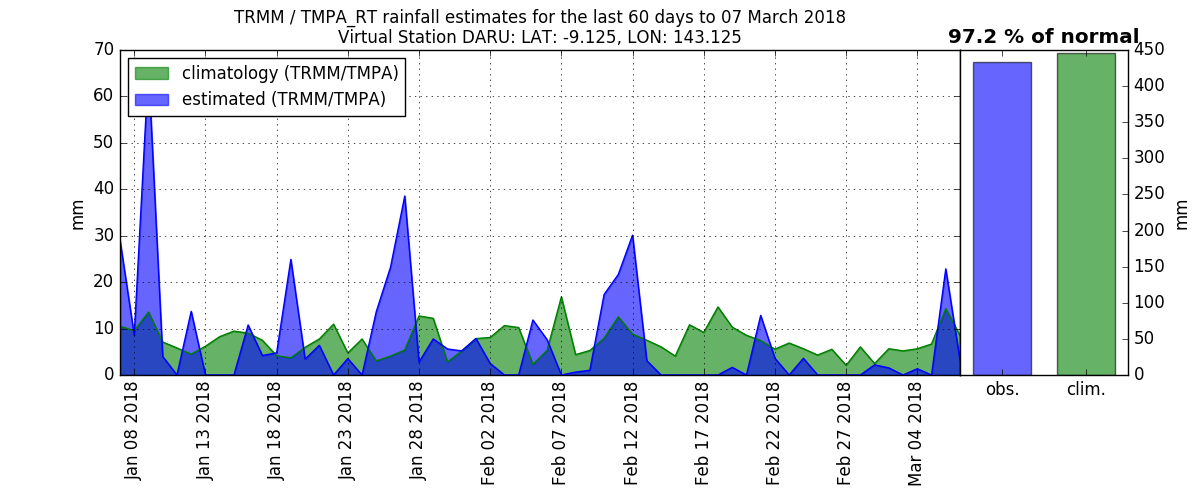 TRMM / TMPA_RT rainfall estimates for the last 60 days to 07 March 2018
Virtual Station DARU: LAT: -9.125, LON: 143.125
97.2 % of normal
climatology (TRMM/TMPA)
estimated (TRMM/TMPA)
70
60
50
40
30
20
10
0
mm
Jan 08 2018
Jan 13 2018
Jan 18 2018
Jan 23 2018
Jan 28 2018
Feb 02 2018
Feb 07 2018
Feb 12 2018
Feb 17 2018
Feb 22 2018
Feb 27 2018
Mar 04 2018
obs.
clim.
450
400
350
300
250
200
150
100
50
0
mm